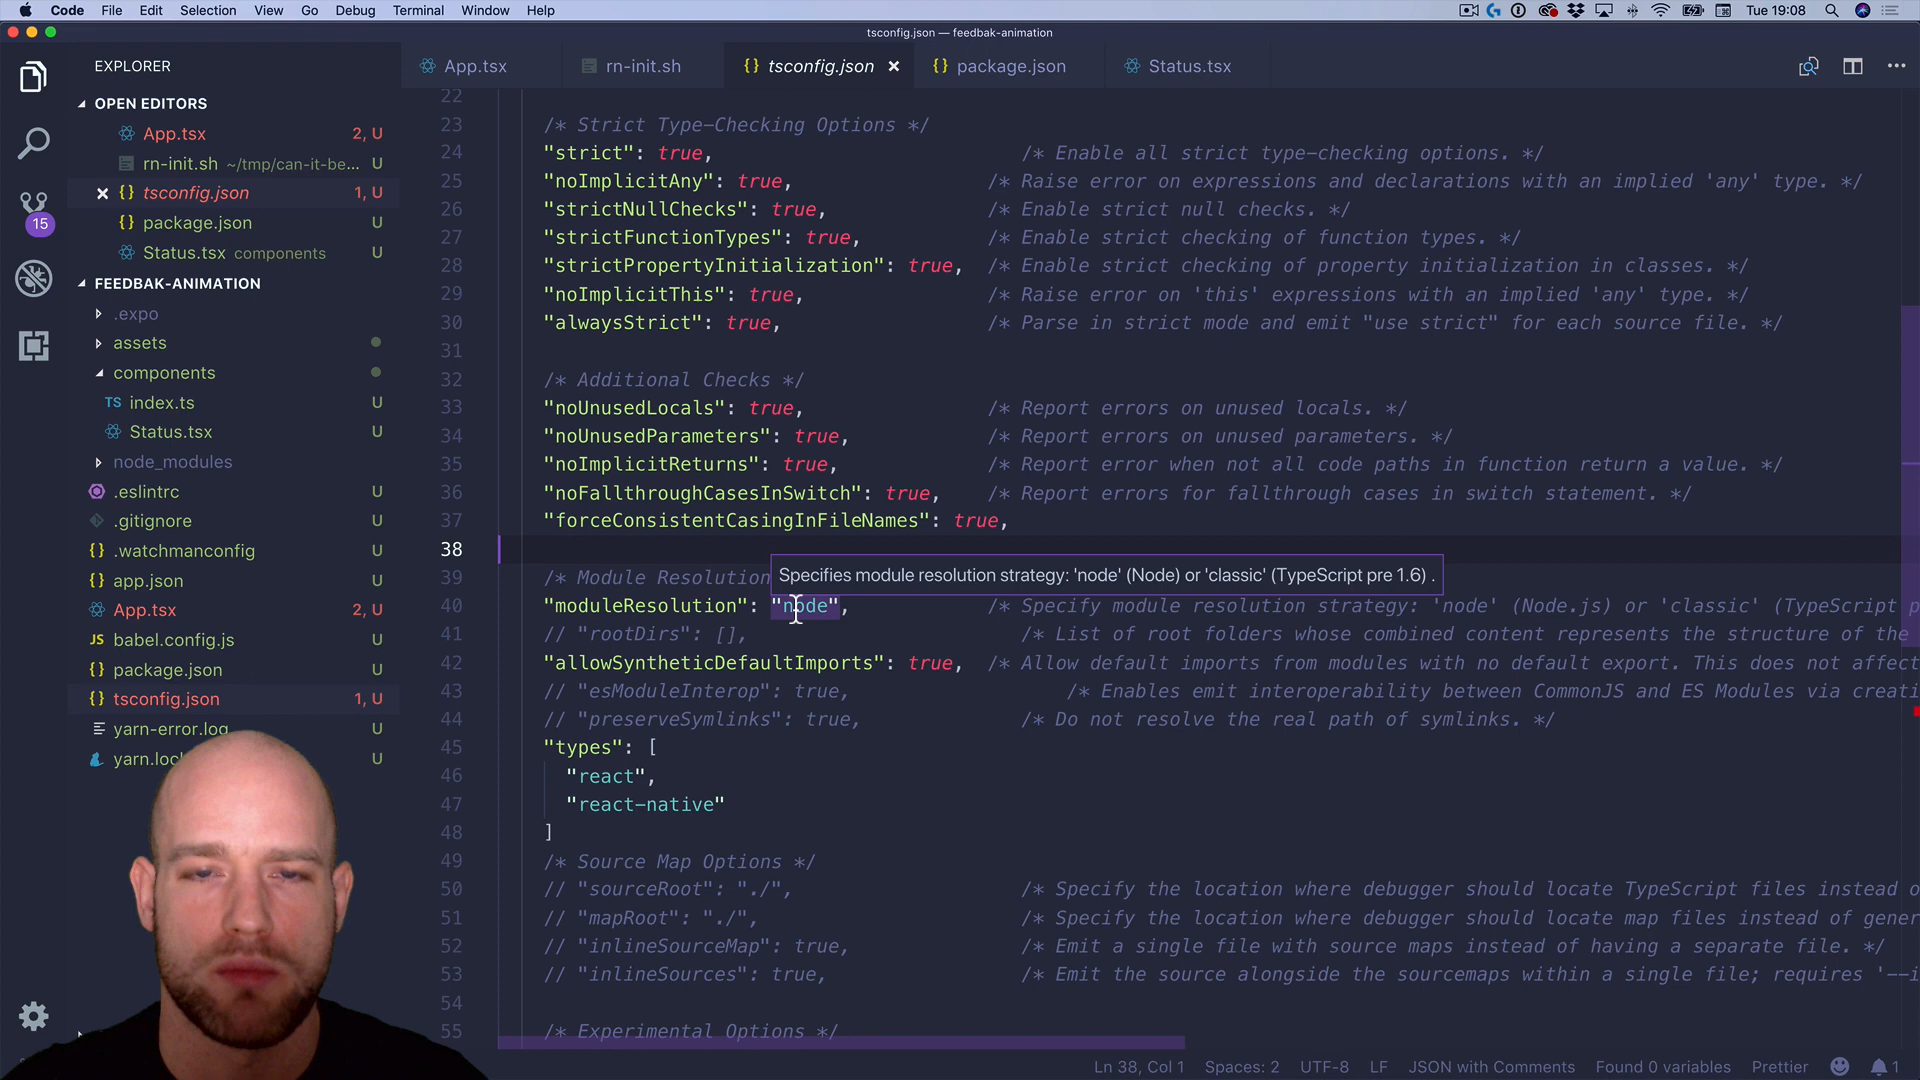 Code File Edit Selection View Go Debug Terminal Window Help
Tue 19:08
tsconfig.json — feedbak-animation
EXPLORER
App.tsx
rn-init.sh
{} tsconfig.json
{} package.json
Status.tsx
OPEN EDITORS
App.tsx 2, U
rn-init.sh ~/tmp/can-it-be... U
{} tsconfig.json 1, U
{} package.json U
Status.tsx components U
FEEDBAK-ANIMATION
.expo
assets
components
TS index.ts U
Status.tsx U
node_modules
.eslintrc U
.gitignore U
{} .watchmanconfig U
{} app.json U
App.tsx 2, U
JS babel.config.js U
{} package.json U
{} tsconfig.json 1, U
yarn-error.log U
yarn.loc U
15
22
23 /* Strict Type-Checking Options */
24 "strict": true, /* Enable all strict type-checking options. */
25 "noImplicitAny": true, /* Raise error on expressions and declarations with an implied 'any' type. */
26 "strictNullChecks": true, /* Enable strict null checks. */
27 "strictFunctionTypes": true, /* Enable strict checking of function types. */
28 "strictPropertyInitialization": true, /* Enable strict checking of property initialization in classes. */
29 "noImplicitThis": true, /* Raise error on 'this' expressions with an implied 'any' type. */
30 "alwaysStrict": true, /* Parse in strict mode and emit "use strict" for each source file. */
31
32 /* Additional Checks */
33 "noUnusedLocals": true, /* Report errors on unused locals. */
34 "noUnusedParameters": true, /* Report errors on unused parameters. */
35 "noImplicitReturns": true, /* Report error when not all code paths in function return a value. */
36 "noFallthroughCasesInSwitch": true, /* Report errors for fallthrough cases in switch statement. */
37 "forceConsistentCasingInFileNames": true,
38
Specifies module resolution strategy: 'node' (Node) or 'classic' (TypeScript pre 1.6) .
39 /* Module Resolution
40 "moduleResolution": "node", /* Specify module resolution strategy: 'node' (Node.js) or 'classic' (TypeScript p
41 // "rootDirs": [], /* List of root folders whose combined content represents the structure of the
42 "allowSyntheticDefaultImports": true, /* Allow default imports from modules with no default export. This does not affect
43 // "esModuleInterop": true, /* Enables emit interoperability between CommonJS and ES Modules via creati
44 // "preserveSymlinks": true, /* Do not resolve the real path of symlinks. */
45 "types": [
46 "react",
47 "react-native"
48 ]
49 /* Source Map Options */
50 // "sourceRoot": "./", /* Specify the location where debugger should locate TypeScript files instead o
51 // "mapRoot": "./", /* Specify the location where debugger should locate map files instead of gener
52 // "inlineSourceMap": true, /* Emit a single file with source maps instead of having a separate file. */
53 // "inlineSources": true, /* Emit the source alongside the sourcemaps within a single file; requires '--i
54
55 /* Experimental Options */
Ln 38, Col 1 Spaces: 2 UTF-8 LF JSON with Comments Found 0 variables Prettier 1